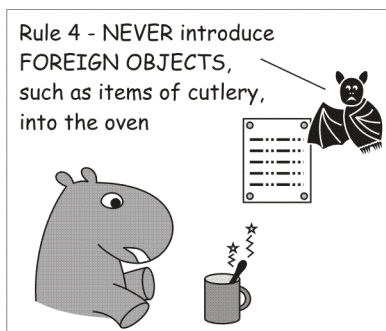 Rule 4 - NEVER introduce
FOREIGN OBJECTS,
such as items of cutlery,
into the oven